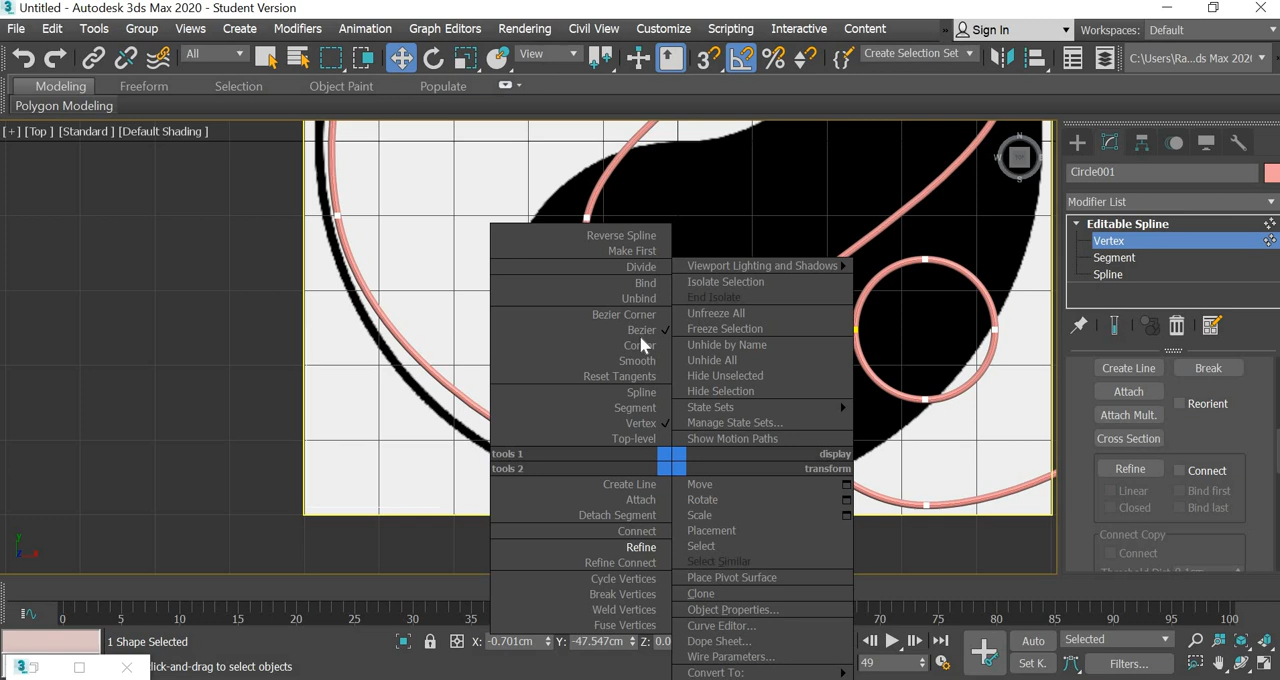 Untitled - Autodesk 3ds Max 2020 - Student Version
File Edit Tools Group Views Create Modifiers Animation Graph Editors Rendering Civil View Customize Scripting Interactive Content » Sign In Workspaces: Default
All View Create Selection Set C:\Users\Ra...ds Max 202(
Modeling Freeform Selection Object Paint Populate
Polygon Modeling
[+] [Top ] [Standard ] [Default Shading ]
N
W
S
Circle001
Modifier List
Editable Spline
Vertex
Segment
Spline
Reverse Spline
Make First
Divide
Bind
Unbind
Bezier Corner
Bezier
Smooth
Reset Tangents
Spline
Segment
Vertex
Top-level
tools 1
tools 2
Create Line
Attach
Detach Segment
Connect
Refine
Refine Connect
Cycle Vertices
Break Vertices
Weld Vertices
Fuse Vertices
Viewport Lighting and Shadows
Isolate Selection
End Isolate
Unfreeze All
Freeze Selection
Unhide by Name
Unhide All
Hide Unselected
Hide Selection
State Sets
Manage State Sets...
Show Motion Paths
display
transform
Move
Rotate
Scale
Placement
Select
Select Similar
Place Pivot Surface
Clone
Object Properties...
Curve Editor...
Dope Sheet...
Wire Parameters...
Convert To:
Create Line Break
Attach
Reorient
Attach Mult.
Cross Section
Refine Connect
Linear Bind first
Closed Bind last
Connect Copy
Connect
y
z x
0 5 10 15 20 25 30 35 70 75 80 85 90 95 100
1 Shape Selected X: -0.701cm Y: -47.547cm Z: 0.0 Auto Selected
lick-and-drag to select objects 49 Set K. Filters...